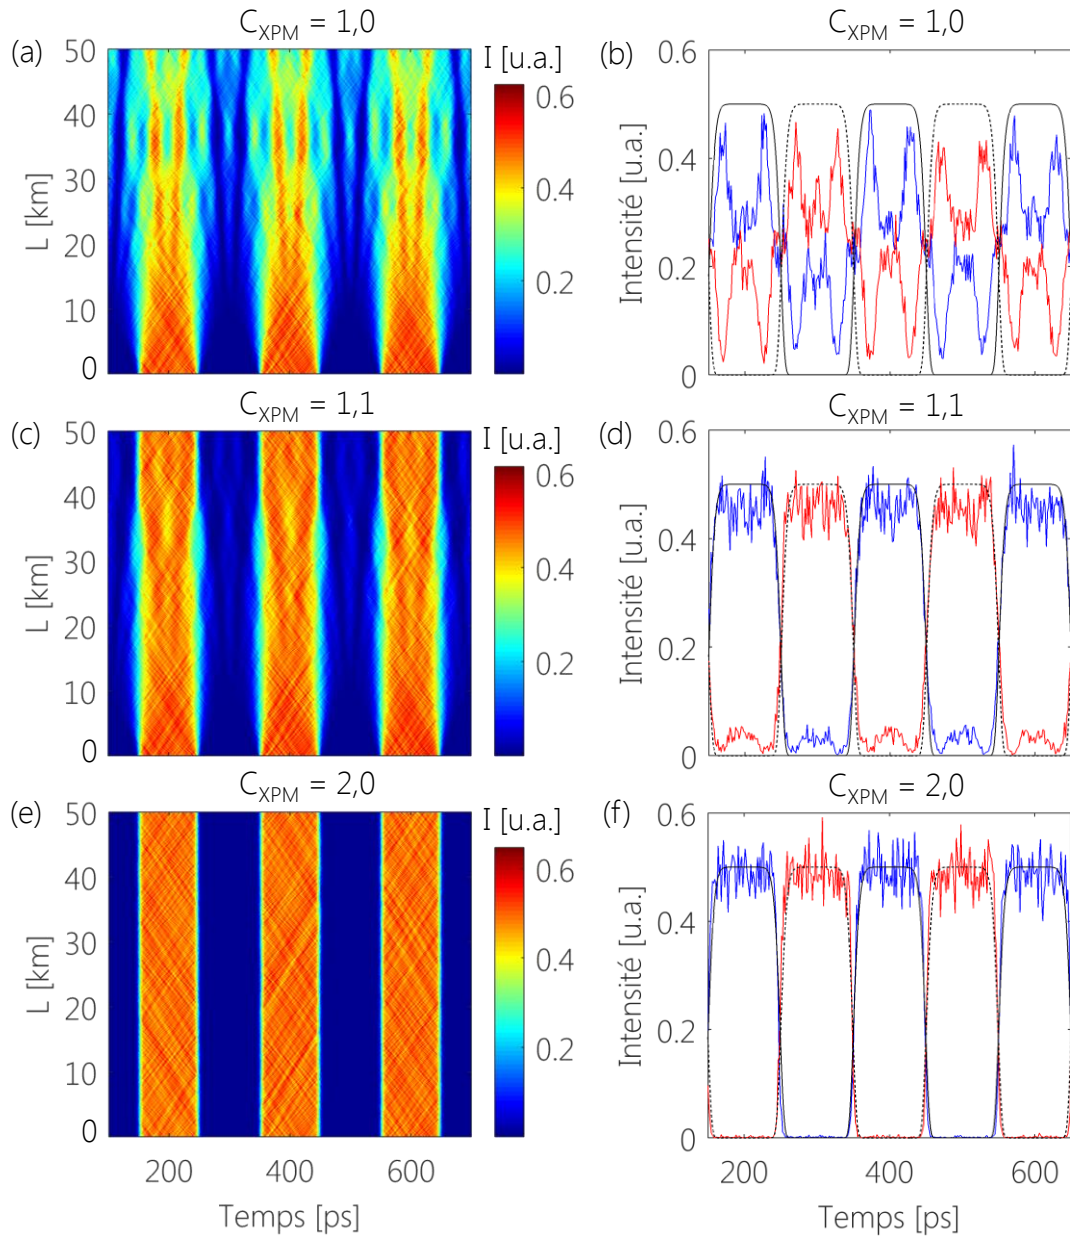 C_XPM = 1,0
(a)
I [u.a.]
50
40
30
20
10
0
L [km]
0.6
0.4
0.2
C_XPM = 1,0
(b)
0.6
0.4
0.2
0
Intensité [u.a.]
C_XPM = 1,1
(c)
I [u.a.]
50
40
30
20
10
0
L [km]
0.6
0.4
0.2
C_XPM = 1,1
(d)
0.6
0.4
0.2
0
Intensité [u.a.]
C_XPM = 2,0
(e)
I [u.a.]
50
40
30
20
10
0
L [km]
0.6
0.4
0.2
200 400 600
Temps [ps]
C_XPM = 2,0
(f)
0.6
0.4
0.2
0
Intensité [u.a.]
200 400 600
Temps [ps]